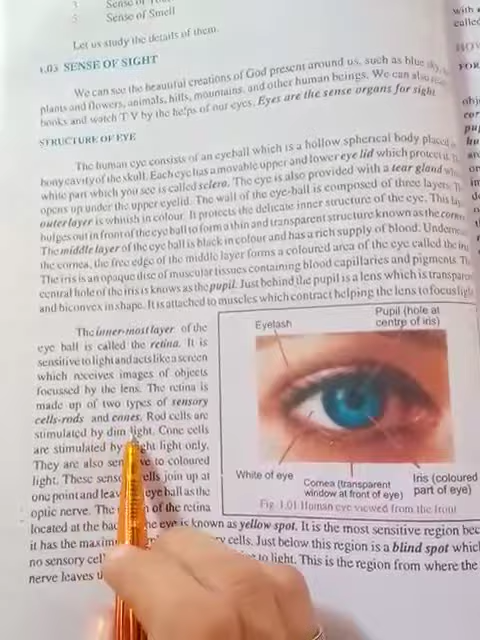 3 Sense of
5 Sense of Smell
Let us study the details of them.
1.03 SENSE OF SIGHT
We can see the beautiful creations of God present around us, such as blue sky,
plants and flowers, animals, hills, mountains, and other human beings. We can also
books and watch T V by the helps of our eyes. Eyes are the sense organs for sight
STRUCTURE OF EYE
The human eye consists of an eyeball which is a hollow spherical body placed
bony cavity of the skull. Each eye has a movable upper and lower eye lid which protect it.
white part which you see is called sclera. The eye is also provided with a tear gland
opens up under the upper eyelid. The wall of the eye-ball is composed of three layers.
outer layer is whitish in colour. It protects the delicate inner structure of the eye. This
bulges out in front of the eye ball to form a thin and transparent structure known as the
The middle layer of the eye ball is black in colour and has a rich supply of blood.
the cornea, the free edge of the middle layer forms a coloured area of the eye called the
The iris is an opaque disc of muscular tissues containing blood capillaries and pigments.
central hole of the iris is known as the pupil. Just behind the pupil is a lens which is
and biconvex in shape. It is attached to muscles which contract helping the lens to focus
The inner-most layer of the
eye ball is called the retina. It is
sensitive to light and acts like a screen
which receives images of objects
focussed by the lens. The retina is
made up of two types of sensory
cells-rods and cones. Rod cells are
stimulated by dim light. Cone cells
are stimulated by light only.
They are also to coloured
light. These join up at
one point and eye ball as the
optic nerve. The of the retina
located at the eye is known as yellow spot. It is the most sensitive region
it has the cells. Just below this region is a blind spot
no sensory to light. This is the region from where the
nerve leaves
Eyelash
Pupil (hole at
centre of iris)
White of eye
Cornea (transparent
window at front of eye)
Iris (coloured
part of eye)
Fig. 1.01 Human eye viewed from the front
with